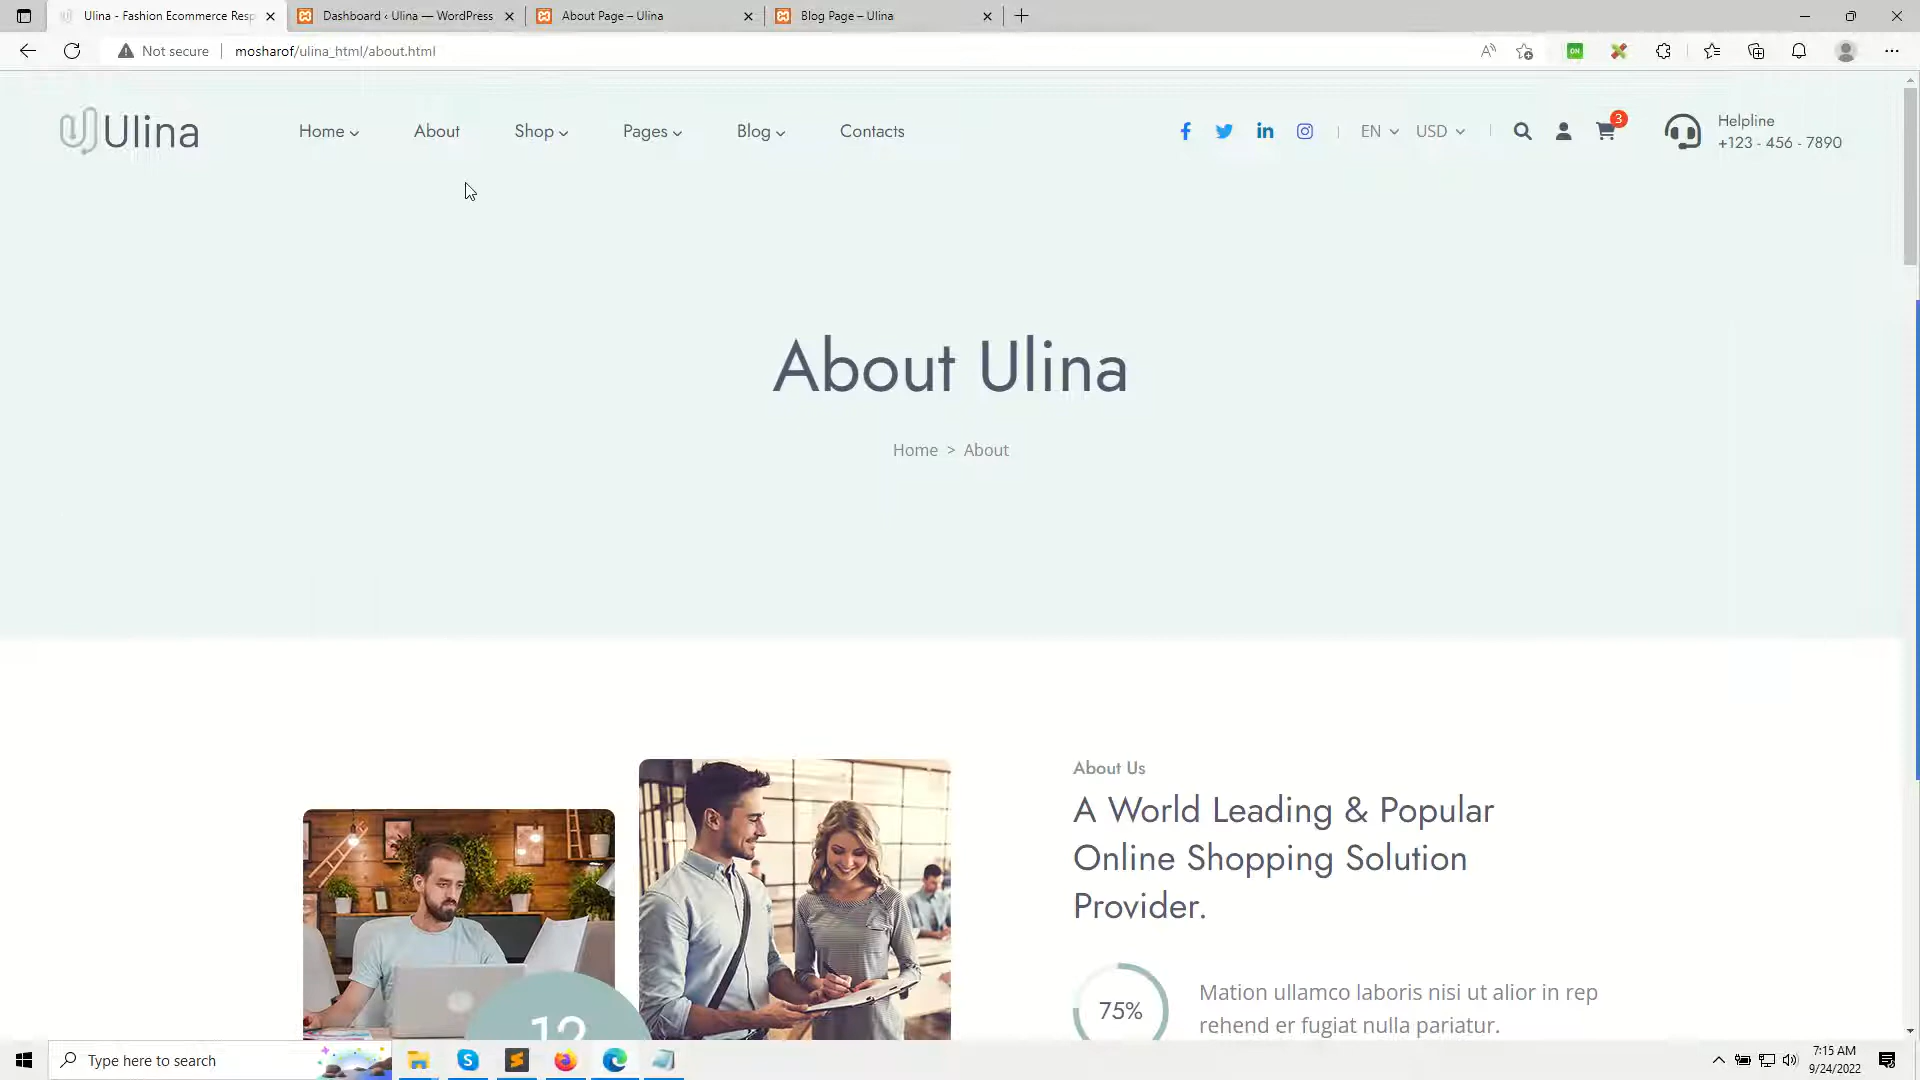 Ulina - Fashion Ecommerce Resp
Dashboard ‹ Ulina — WordPress
About Page – Ulina
Blog Page – Ulina
Not secure
mosharof/ulina_html/about.html
ON
Ulina
Home
About
Shop
Pages
Blog
Contacts
EN
USD
3
Helpline
+123 - 456 - 7890
About Ulina
Home > About
About Us
A World Leading & Popular
Online Shopping Solution
Provider.
75%
Mation ullamco laboris nisi ut alior in rep
rehend er fugiat nulla pariatur.
12
Type here to search
7:15 AM
9/24/2022